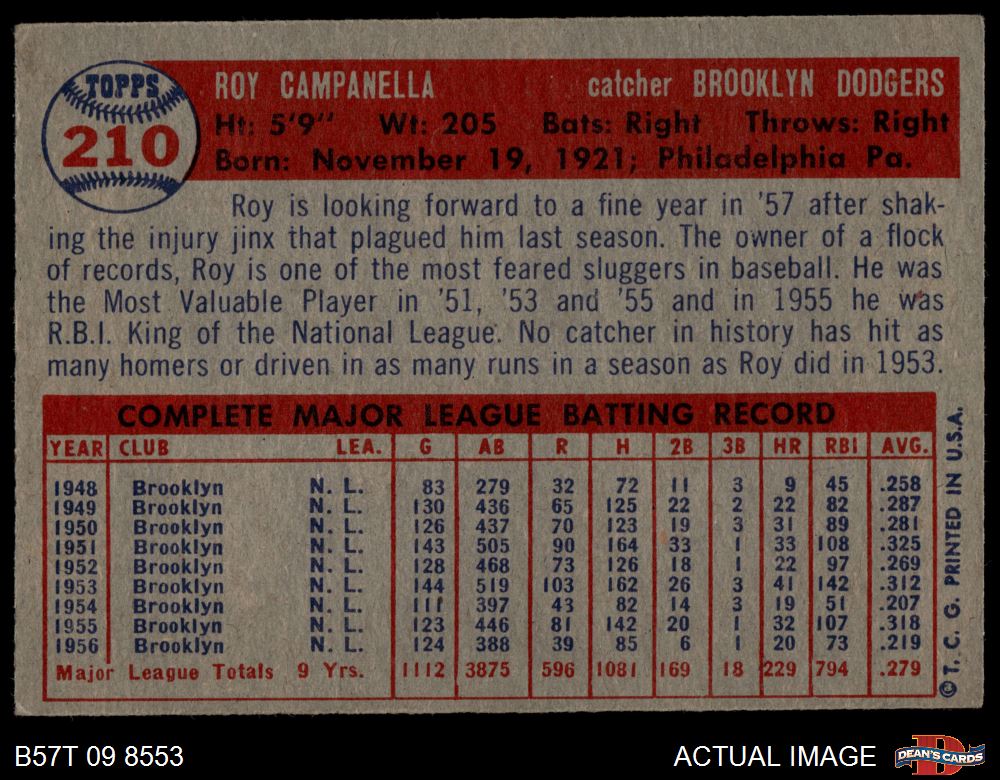 TOPPS
210
ROY CAMPANELLA catcher BROOKLYN DODGERS
Ht: 5'9" Wt: 205 Bats: Right Throws: Right
Born: November 19, 1921; Philadelphia Pa.
Roy is looking forward to a fine year in '57 after shak-
ing the injury jinx that plagued him last season. The owner of a flock
of records, Roy is one of the most feared sluggers in baseball. He was
the Most Valuable Player in '51, '53 and '55 and in 1955 he was
R.B.I. King of the National League. No catcher in history has hit as
many homers or driven in as many runs in a season as Roy did in 1953.
COMPLETE MAJOR LEAGUE BATTING RECORD
YEAR CLUB LEA. G AB R H 2B 3B HR RBI AVG.
1948 Brooklyn N. L. 83 279 32 72 11 3 9 45 .258
1949 Brooklyn N. L. 130 436 65 125 22 2 22 82 .287
1950 Brooklyn N. L. 126 437 70 123 19 3 31 89 .281
1951 Brooklyn N. L. 143 505 90 164 33 1 33 108 .325
1952 Brooklyn N. L. 128 468 73 126 18 1 22 97 .269
1953 Brooklyn N. L. 144 519 103 162 26 3 41 142 .312
1954 Brooklyn N. L. 111 397 43 82 14 3 19 51 .207
1955 Brooklyn N. L. 123 446 81 142 20 1 32 107 .318
1956 Brooklyn N. L. 124 388 39 85 6 1 20 73 .219
Major League Totals 9 Yrs. 1112 3875 596 1081 169 18 229 794 .279
© T. C. G. PRINTED IN U.S.A.
B57T 09 8553
ACTUAL IMAGE
D
DEAN'S CARDS